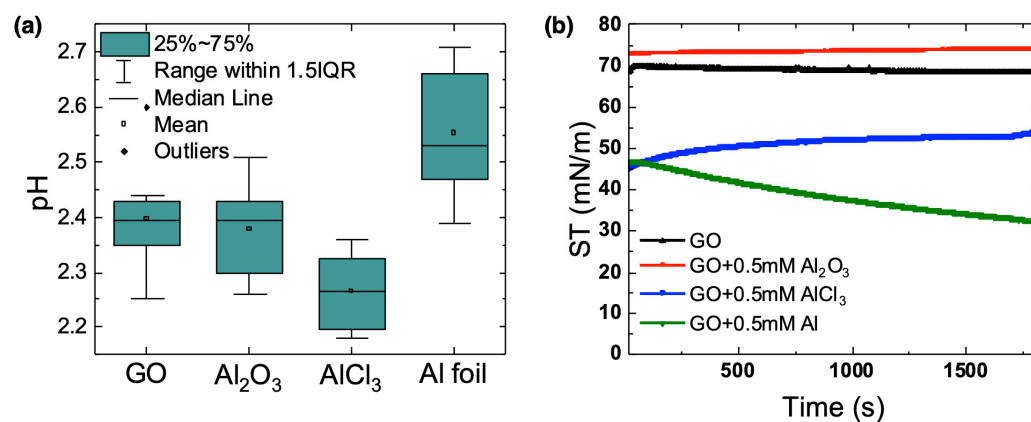 (a)
2.7
2.6
2.5
2.4
2.3
2.2
pH
25%~75%
Range within 1.5IQR
Median Line
Mean
Outliers
GO Al₂O₃ AlCl₃ Al foil
(b)
80
70
60
50
40
30
20
10
0
ST (mN/m)
GO
GO+0.5mM Al₂O₃
GO+0.5mM AlCl₃
GO+0.5mM Al
500 1000 1500
Time (s)